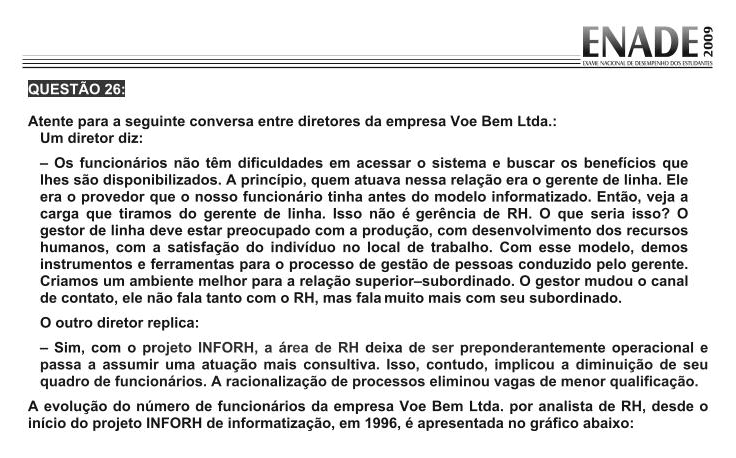 ENADE 2009
EXAME NACIONAL DE DESEMPENHO DOS ESTUDANTES
QUESTÃO 26:
Atente para a seguinte conversa entre diretores da empresa Voe Bem Ltda.:
Um diretor diz:
– Os funcionários não têm dificuldades em acessar o sistema e buscar os benefícios que
lhes são disponibilizados. A princípio, quem atuava nessa relação era o gerente de linha. Ele
era o provedor que o nosso funcionário tinha antes do modelo informatizado. Então, veja a
carga que tiramos do gerente de linha. Isso não é gerência de RH. O que seria isso? O
gestor de linha deve estar preocupado com a produção, com desenvolvimento dos recursos
humanos, com a satisfação do indivíduo no local de trabalho. Com esse modelo, demos
instrumentos e ferramentas para o processo de gestão de pessoas conduzido pelo gerente.
Criamos um ambiente melhor para a relação superior–subordinado. O gestor mudou o canal
de contato, ele não fala tanto com o RH, mas fala muito mais com seu subordinado.
O outro diretor replica:
– Sim, com o projeto INFORH, a área de RH deixa de ser preponderantemente operacional e
passa a assumir uma atuação mais consultiva. Isso, contudo, implicou a diminuição de seu
quadro de funcionários. A racionalização de processos eliminou vagas de menor qualificação.
A evolução do número de funcionários da empresa Voe Bem Ltda. por analista de RH, desde o
início do projeto INFORH de informatização, em 1996, é apresentada no gráfico abaixo: